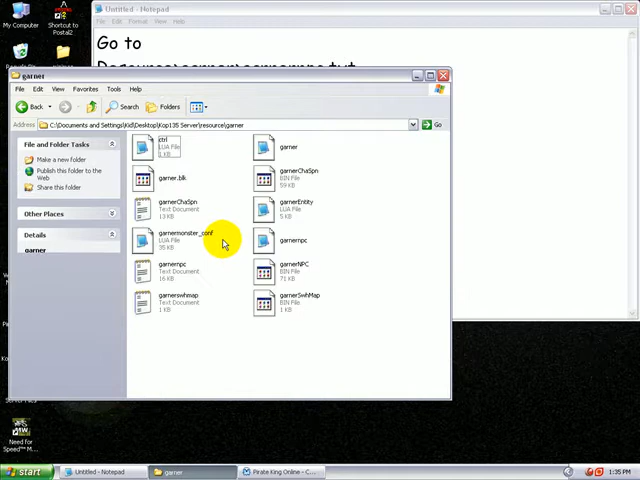 My Computer
Shortcut to
Postal2
Untitled - Notepad
File Edit Format View Help
Go to
garner
File Edit View Favorites Tools Help
Back Search Folders
Address C:\Documents and Settings\Kid\Desktop\Kop135 Server\resource\garner Go
File and Folder Tasks
Make a new folder
Publish this folder to the
Web
Share this folder
Other Places
Details
garner
ctrl
LUA File
1 KB
garner
garner.blk
garnerChaSpn
BIN File
59 KB
garnerChaSpn
Text Document
13 KB
garnerEntity
LUA File
5 KB
garnermonster_conf
LUA File
35 KB
garnernpc
garnernpc
Text Document
16 KB
garnerNPC
BIN File
71 KB
garnerswhmap
Text Document
1 KB
garnerSwhMap
BIN File
1 KB
Need for
Speed™ M...
start
Untitled - Notepad
garner
Pirate King Online - C...
1:35 PM